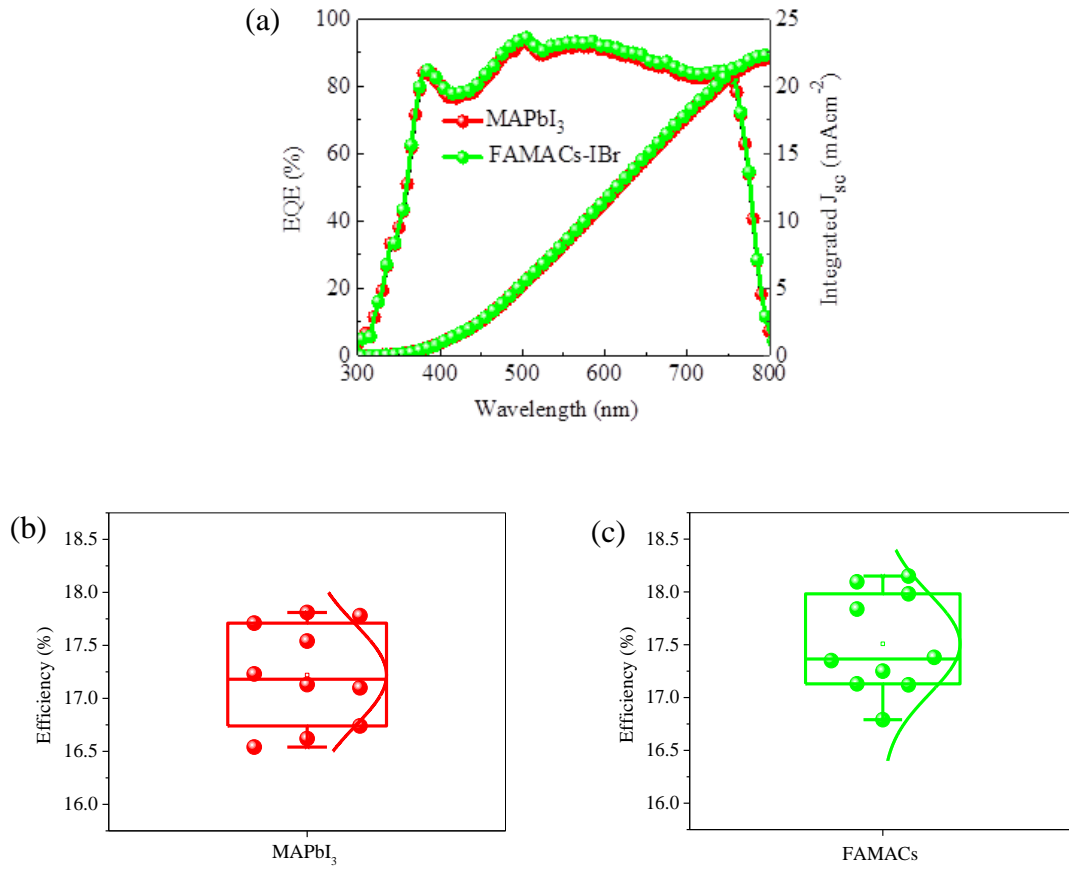 (a)
100
80
60
40
20
0
EQE (%)
25
20
15
10
5
0
Integrated J_sc (mAcm⁻²)
MAPbI₃
FAMACs-IBr
300 400 500 600 700 800
Wavelength (nm)
(b)
18.5
18.0
17.5
17.0
16.5
16.0
Efficiency (%)
MAPbI₃
(c)
18.5
18.0
17.5
17.0
16.5
16.0
Efficiency (%)
FAMACs